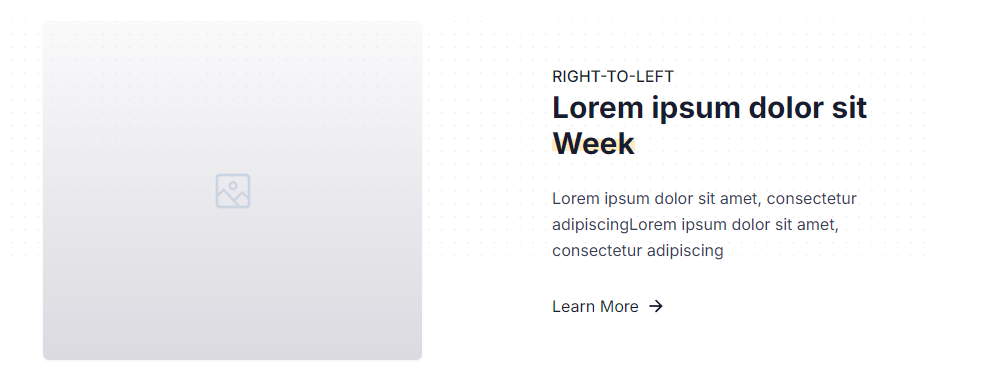 RIGHT-TO-LEFT
Lorem ipsum dolor sit
Week
Lorem ipsum dolor sit amet, consectetur
adipiscingLorem ipsum dolor sit amet,
consectetur adipiscing
Learn More